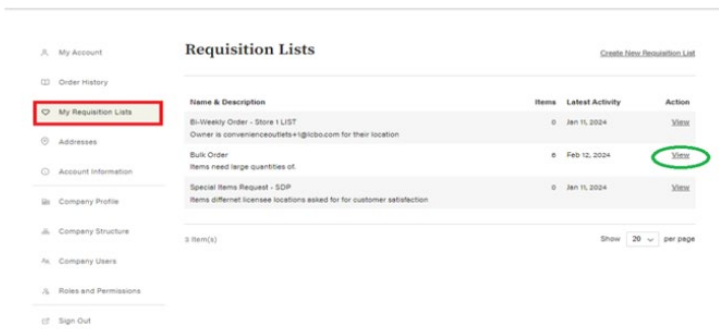 My Account
Order History
My Requisition Lists
Addresses
Account Information
Company Profile
Company Structure
Company Users
Roles and Permissions
Sign Out
Requisition Lists
Create New Requisition List
Name & Description Items Latest Activity Action
Bi-Weekly Order - Store 1 LIST 0 Jan 11, 2024 View
Owner is convenienceoutlets+1@lcbo.com for their location
Bulk Order 6 Feb 12, 2024 View
Items need large quantities of.
Special Items Request - SDP 0 Jan 11, 2024 View
Items differnet licensee locations asked for for customer satisfaction
3 Item(s) Show 20 per page